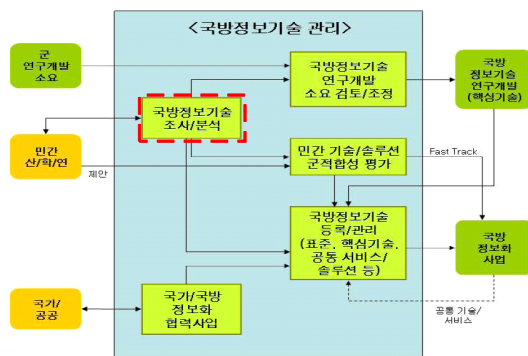 <국방정보기술 관리>
군
연구개발
소요
국방정보기술
연구개발
소요 검토/조정
국방
정보기술
연구개발
(핵심기술)
국방정보기술
조사/분석
민간
산/학/연
제안
민간 기술/솔루션
군적합성 평가
Fast Track
국방정보기술
등록/관리
(표준, 핵심기술,
공통 서비스/
솔루션 등)
국방
정보화
사업
국가/
공공
국가/국방
정보화
협력사업
공통 기술/
서비스